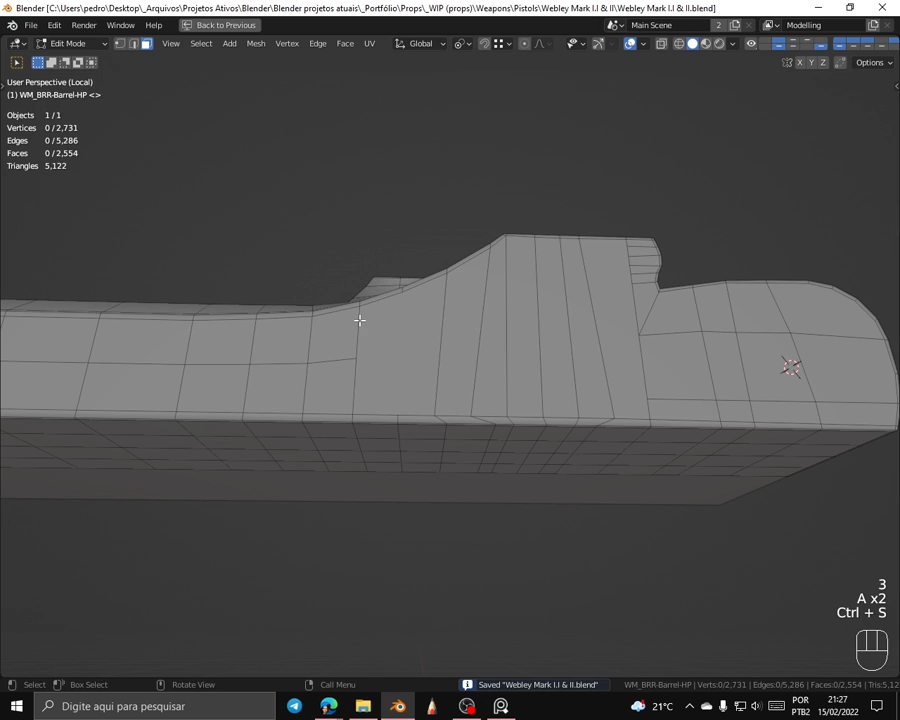 Blender [C:\Users\pedro\Desktop\_Arquivos\Projetos Ativos\Blender\Blender projetos atuais\_Portfólio\Props\_WIP (props)\Weapons\Pistols\Webley Mark I.I & II\Webley Mark I.I & II.blend]
File Edit Render Window Help Back to Previous Main Scene 2 Modelling
Edit Mode View Select Add Mesh Vertex Edge Face UV Global
X Y Z Options
User Perspective (Local)
(1) WM_BRR-Barrel-HP <>
Objects 1/1
Vertices 0/2,731
Edges 0/5,286
Faces 0/2,554
Triangles 5,122
3
A x2
Ctrl + S
Select Box Select Rotate View Call Menu Saved "Webley Mark I.I & II.blend" WM_BRR-Barrel-HP | Verts:0/2,731 | Edges:0/5,286 | Faces:0/2,554 | Tris:5,12
Digite aqui para pesquisar 21°C POR PTB2 21:27 15/02/2022